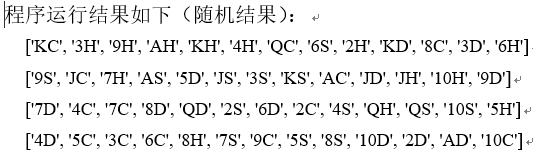 程序运行结果如下（随机结果）：
['KC', '3H', '9H', 'AH', 'KH', '4H', 'QC', '6S', '2H', 'KD', '8C', '3D', '6H']
['9S', 'JC', '7H', 'AS', '5D', 'JS', '3S', 'KS', 'AC', 'JD', 'JH', '10H', '9D']
['7D', '4C', '7C', '8D', 'QD', '2S', '6D', '2C', '4S', 'QH', 'QS', '10S', '5H']
['4D', '5C', '3C', '6C', '8H', '7S', '9C', '5S', '8S', '10D', '2D', 'AD', '10C']